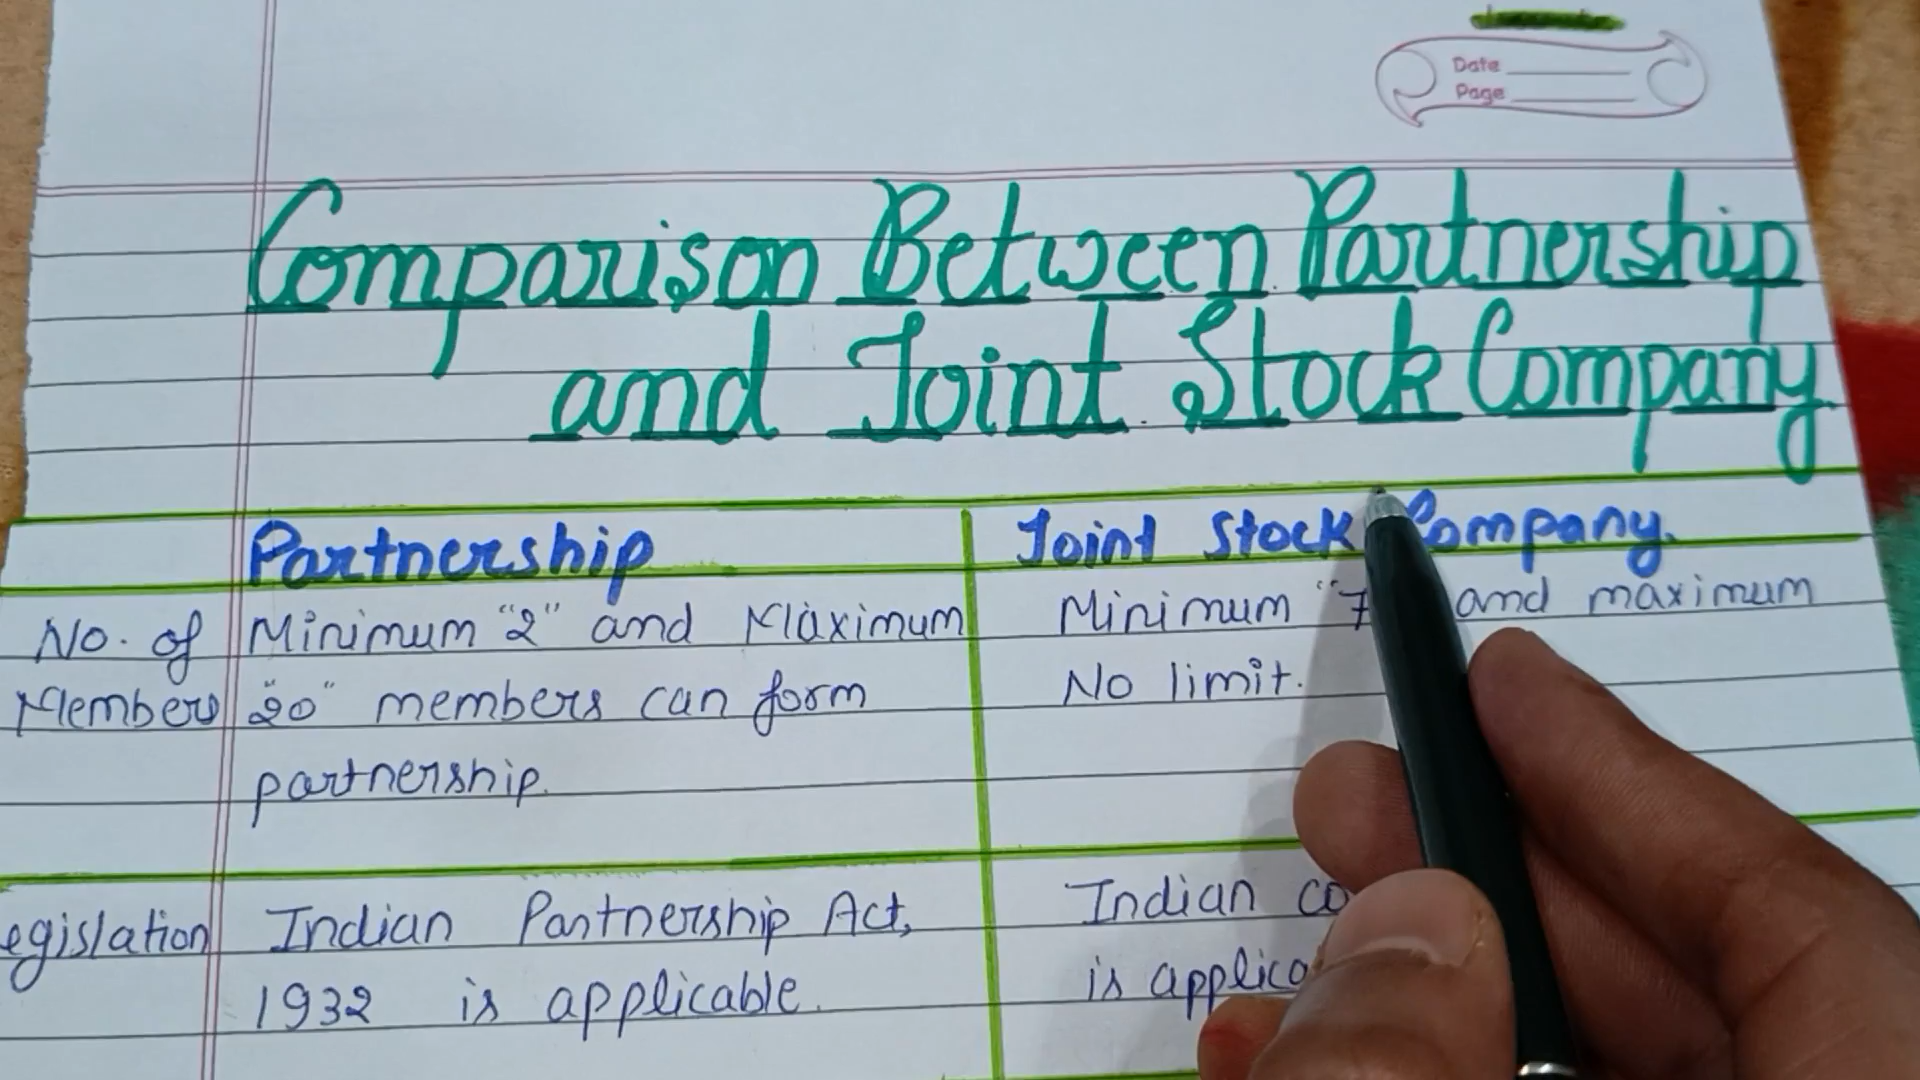 Date
Page
Comparison Between Partnership
and Joint Stock Company
Partnership
Joint Stock Company.
No. of
Members
Minimum "2" and Maximum
"20" members can form
partnership.
Minimum "7 and maximum
No limit.
Indian Partnership Act,
1932 is applicable.
Indian
is